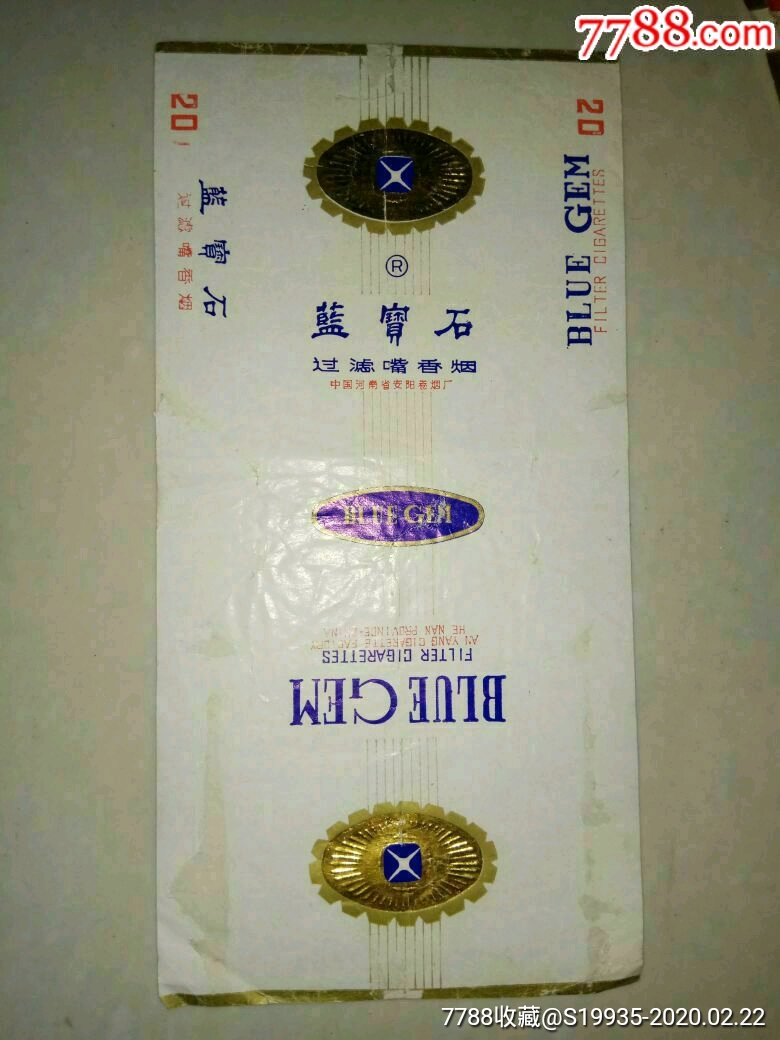 7788.com
20
藍寶石
过滤嘴香烟
20
BLUE GEM
FILTER CIGARETTES
®
藍寶石
过滤嘴香烟
中国河南省安阳卷烟厂
BLUE GEM
BLUE GEM
FILTER CIGARETTES
AN YANG CIGARETTE FACTORY
HE NAN PROVINCE·CHINA
7788收藏@S19935-2020.02.22